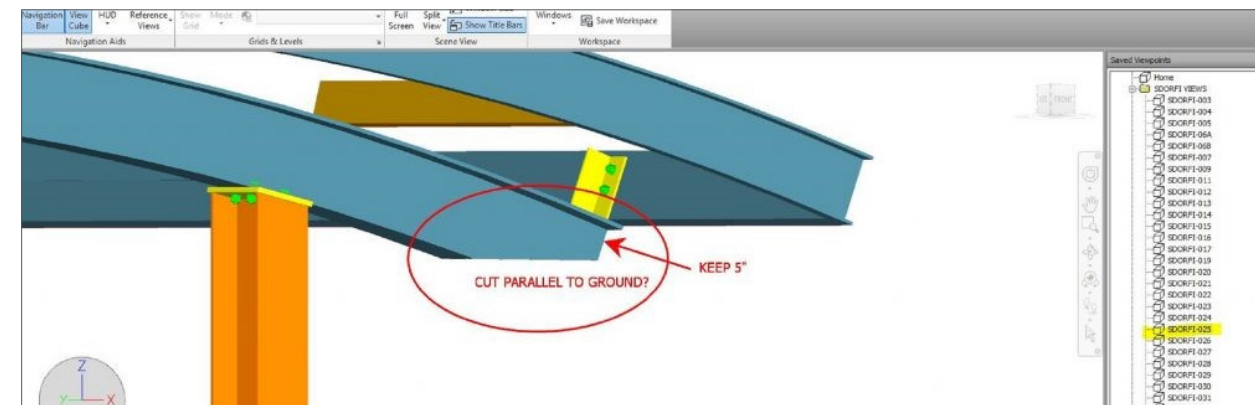 Navigation Bar
View Cube
HUD
Reference Views
Show Grid
Mode
Full Screen
Split View
Show Title Bars
Windows
Save Workspace
Navigation Aids
Grids & Levels
Scene View
Workspace
Saved Viewpoints
Home
SDORFI VIEWS
SDORFI-003
SDORFI-004
SDORFI-005
SDORFI-06A
SDORFI-06B
SDORFI-007
SDORFI-009
SDORFI-011
SDORFI-012
SDORFI-013
SDORFI-014
SDORFI-015
SDORFI-016
SDORFI-017
SDORFI-019
SDORFI-020
SDORFI-021
SDORFI-022
SDORFI-023
SDORFI-024
SDORFI-025
SDORFI-026
SDORFI-027
SDORFI-028
SDORFI-029
SDORFI-030
SDORFI-031
FRONT
KEEP 5"
CUT PARALLEL TO GROUND?
Z
Y
X